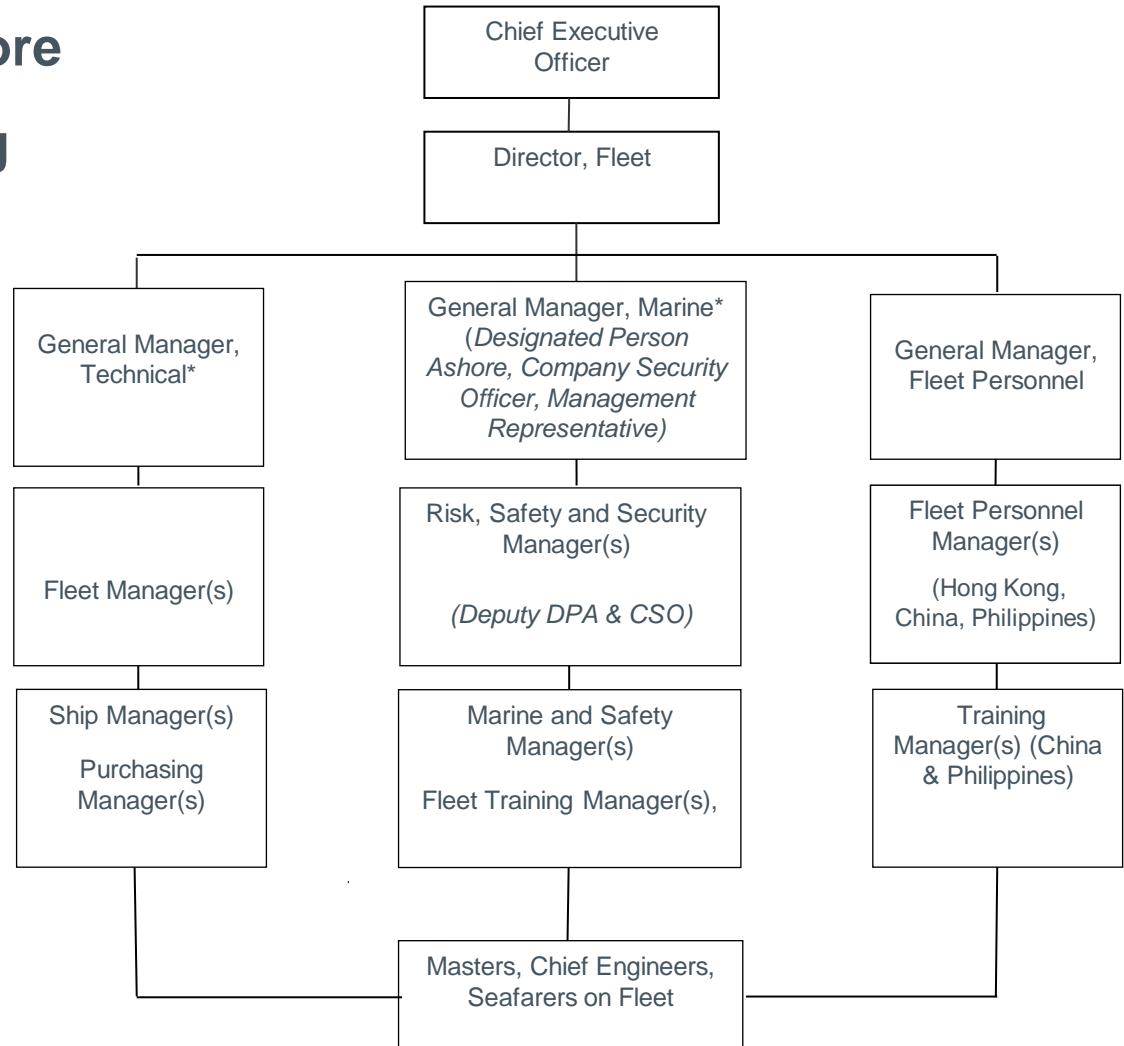 ore
g
Chief Executive
Officer
Director, Fleet
General Manager,
Technical*
General Manager, Marine*
(Designated Person
Ashore, Company Security
Officer, Management
Representative)
General Manager,
Fleet Personnel
Fleet Manager(s)
Risk, Safety and Security
Manager(s)
(Deputy DPA & CSO)
Fleet Personnel
Manager(s)
(Hong Kong,
China, Philippines)
Ship Manager(s)
Purchasing
Manager(s)
Marine and Safety
Manager(s)
Fleet Training Manager(s),
Training
Manager(s) (China
& Philippines)
Masters, Chief Engineers,
Seafarers on Fleet